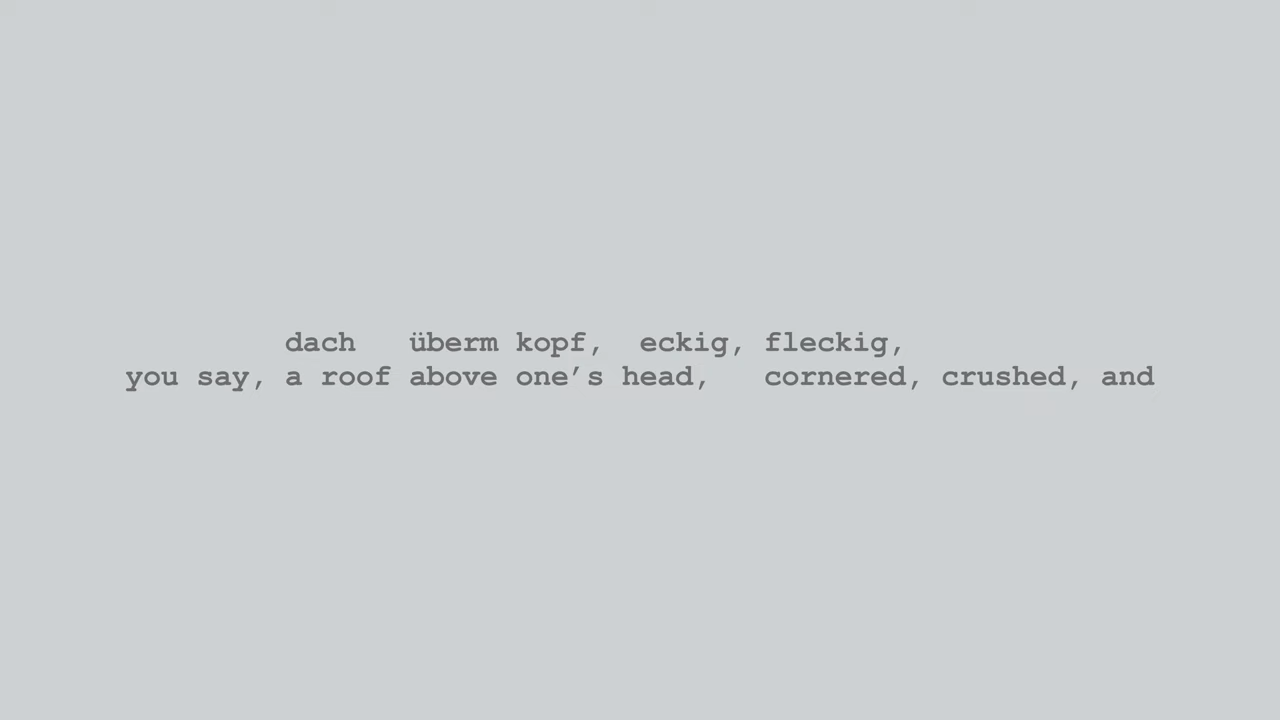 dach überm kopf, eckig, fleckig,
you say, a roof above one’s head, cornered, crushed, and